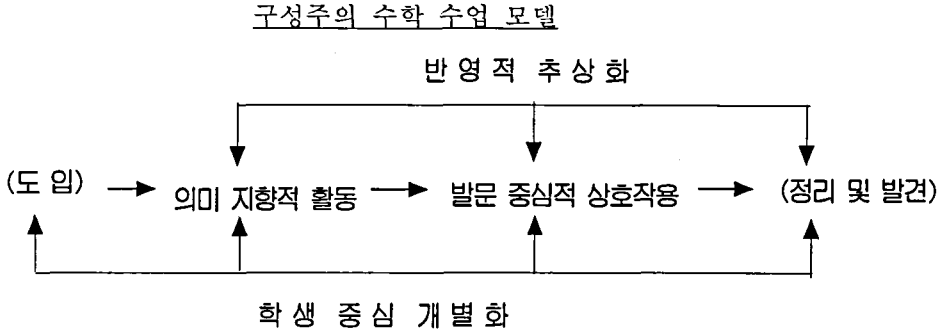 구성주의 수학 수업 모델
반영적 추상화
(도 입) 의미 지향적 활동 발문 중심적 상호작용 (정리 및 발견)
학생 중심 개별화